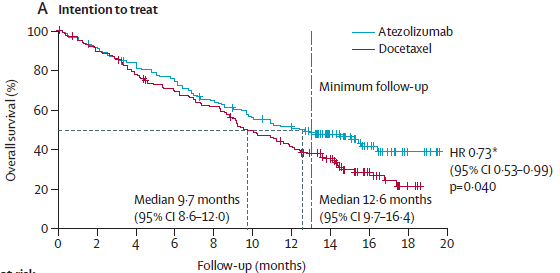 A Intention to treat
100
80
60
40
20
0
Overall survival (%)
Atezolizumab
Docetaxel
Minimum follow-up
HR 0·73*
(95% CI 0·53–0·99)
p=0·040
Median 9·7 months
(95% CI 8·6–12·0)
Median 12·6 months
(95% CI 9·7–16·4)
0 2 4 6 8 10 12 14 16 18 20
Follow-up (months)